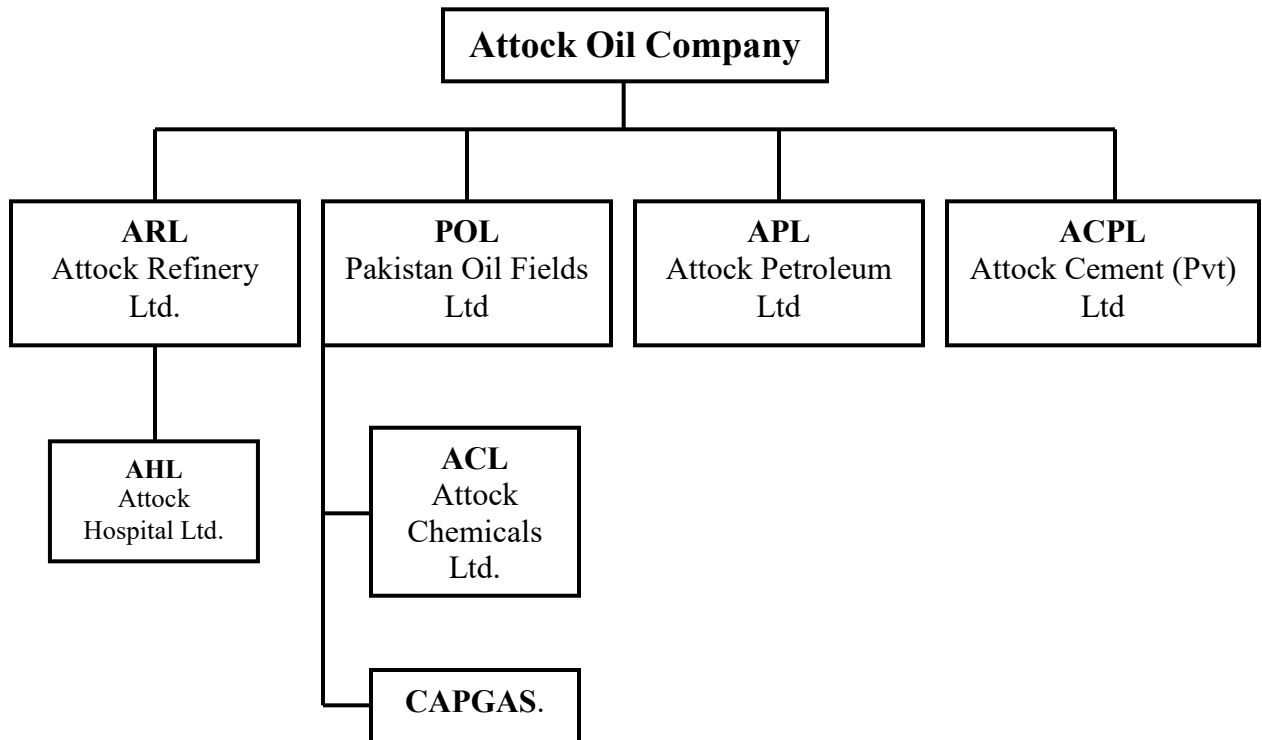 Attock Oil Company
ARL
Attock Refinery
Ltd.
POL
Pakistan Oil Fields
Ltd
APL
Attock Petroleum
Ltd
ACPL
Attock Cement (Pvt)
Ltd
AHL
Attock
Hospital Ltd.
ACL
Attock
Chemicals
Ltd.
CAPGAS.